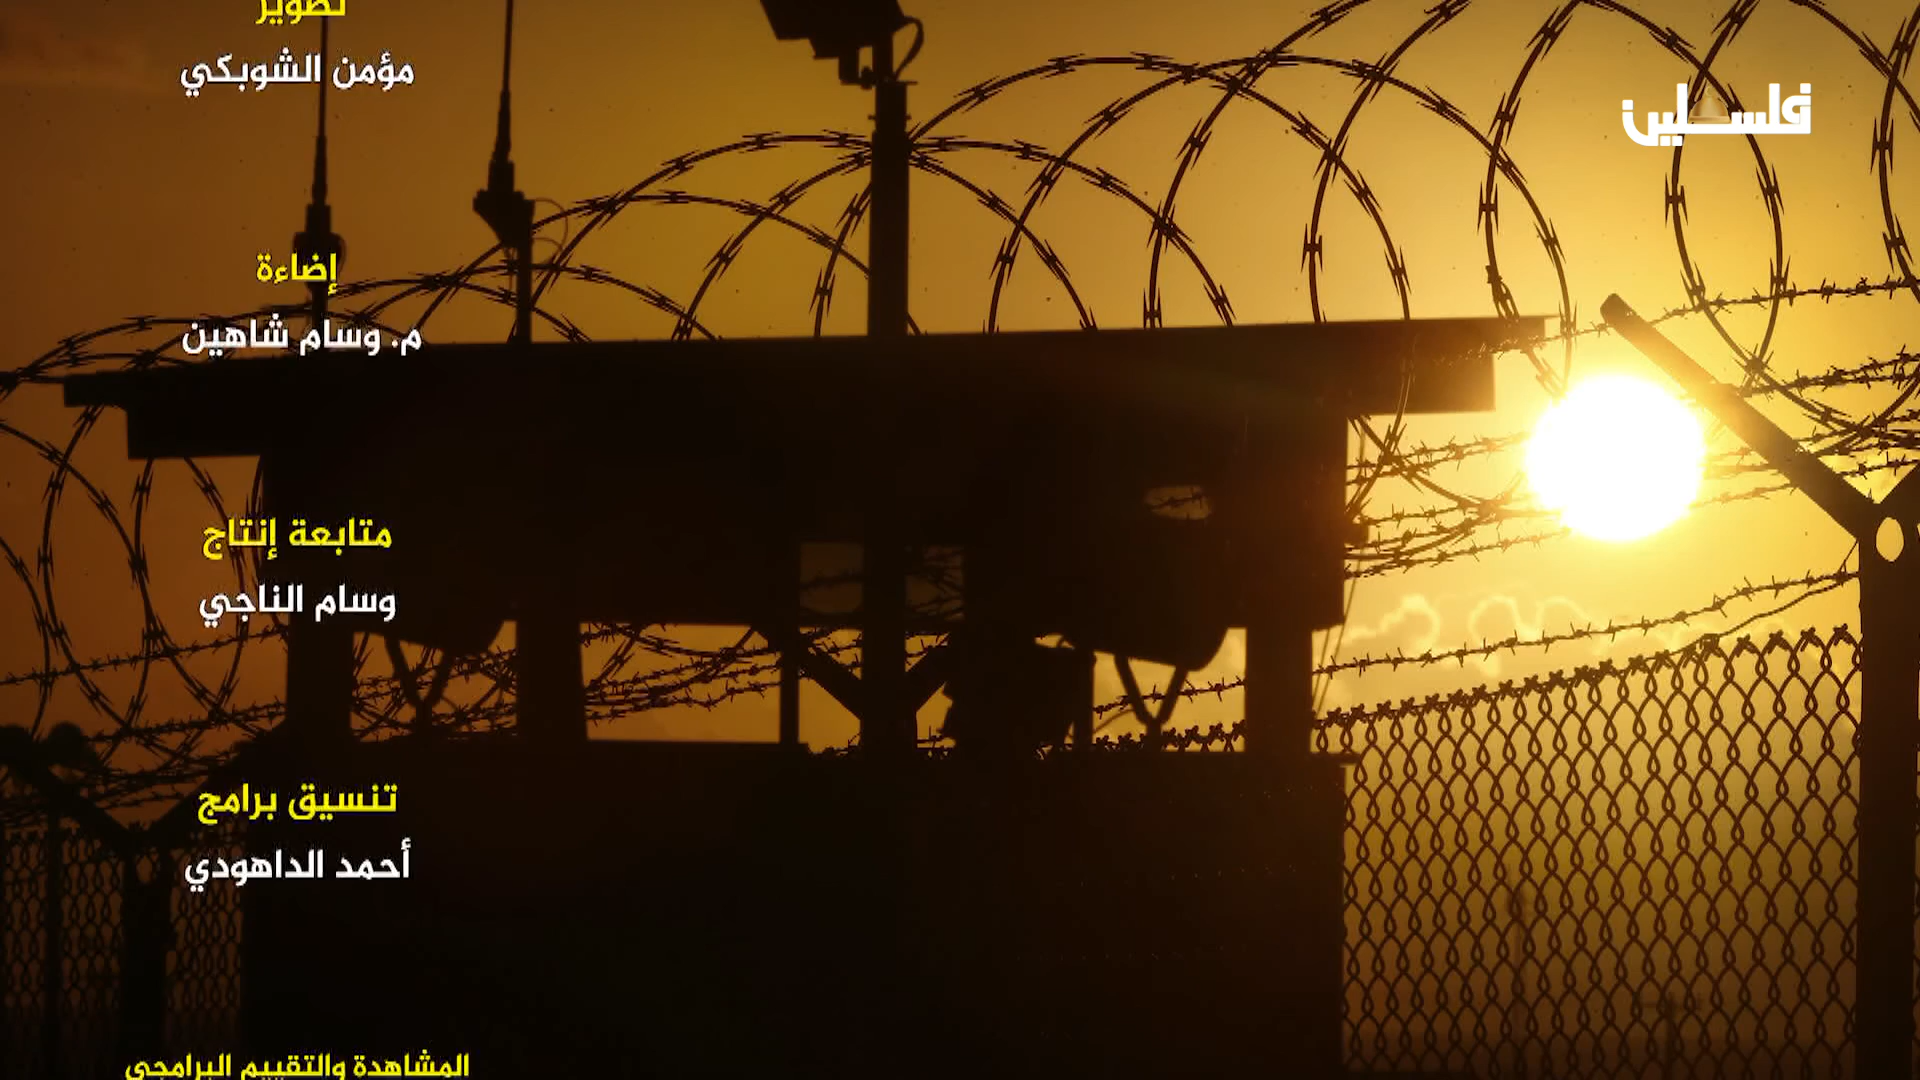 تصوير
مؤمن الشوبكي
فلسطين
إضاءة
م. وسام شاهين
متابعة إنتاج
وسام الناجي
تنسيق برامج
أحمد الداهودي
المشاهدة والتقييم البرامجي